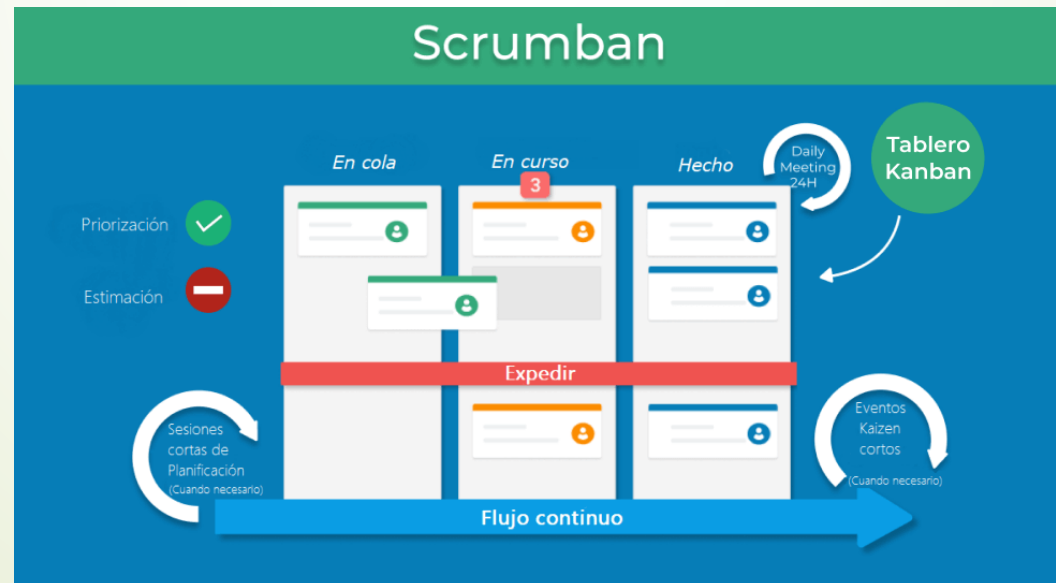 Scrumban
Tablero
Kanban
Daily
Meeting
24H
En cola
En curso
Hecho
3
Priorización
Estimación
Expedir
Sesiones
cortas de
Planificación
(Cuando necesario)
Eventos
Kaizen
cortos
(Cuando necesario)
Flujo continuo